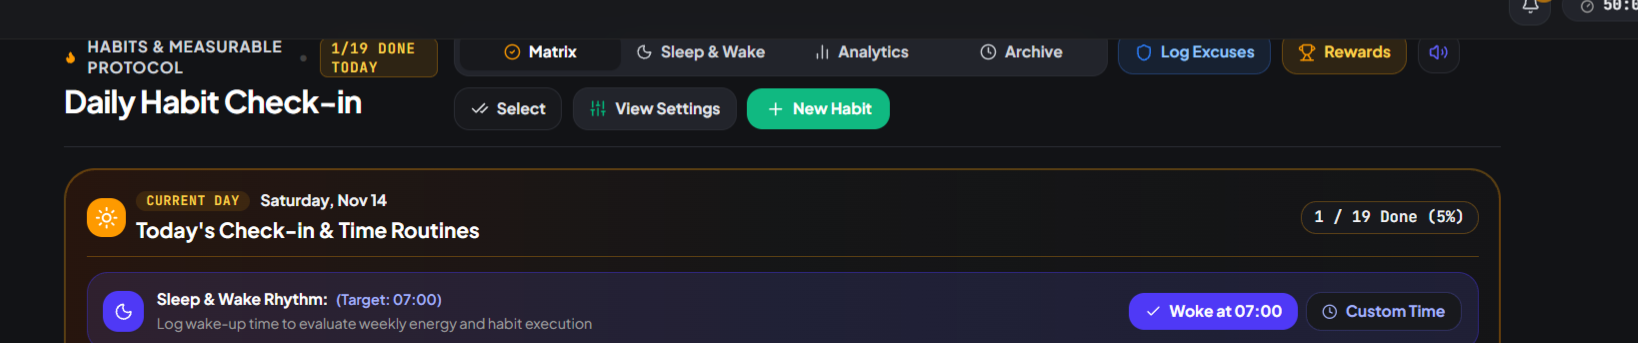 50:0
HABITS & MEASURABLE
PROTOCOL
1/19 DONE
TODAY
Matrix
Sleep & Wake
Analytics
Archive
Log Excuses
Rewards
Daily Habit Check-in
Select
View Settings
New Habit
CURRENT DAY
Saturday, Nov 14
Today's Check-in & Time Routines
1 / 19 Done (5%)
Sleep & Wake Rhythm: (Target: 07:00)
Log wake-up time to evaluate weekly energy and habit execution
Woke at 07:00
Custom Time